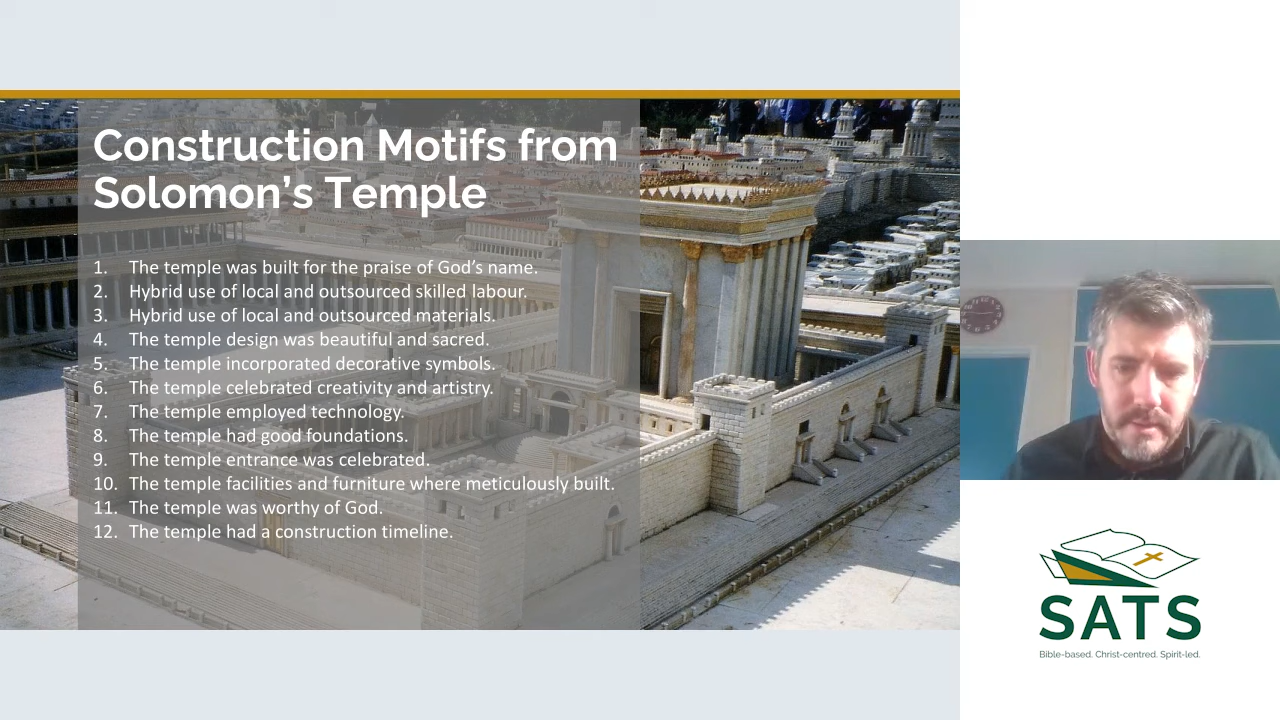 Construction Motifs from
Solomon’s Temple
1. The temple was built for the praise of God’s name.
2. Hybrid use of local and outsourced skilled labour.
3. Hybrid use of local and outsourced materials.
4. The temple design was beautiful and sacred.
5. The temple incorporated decorative symbols.
6. The temple celebrated creativity and artistry.
7. The temple employed technology.
8. The temple had good foundations.
9. The temple entrance was celebrated.
10. The temple facilities and furniture where meticulously built.
11. The temple was worthy of God.
12. The temple had a construction timeline.
SATS
Bible-based. Christ-centred. Spirit-led.